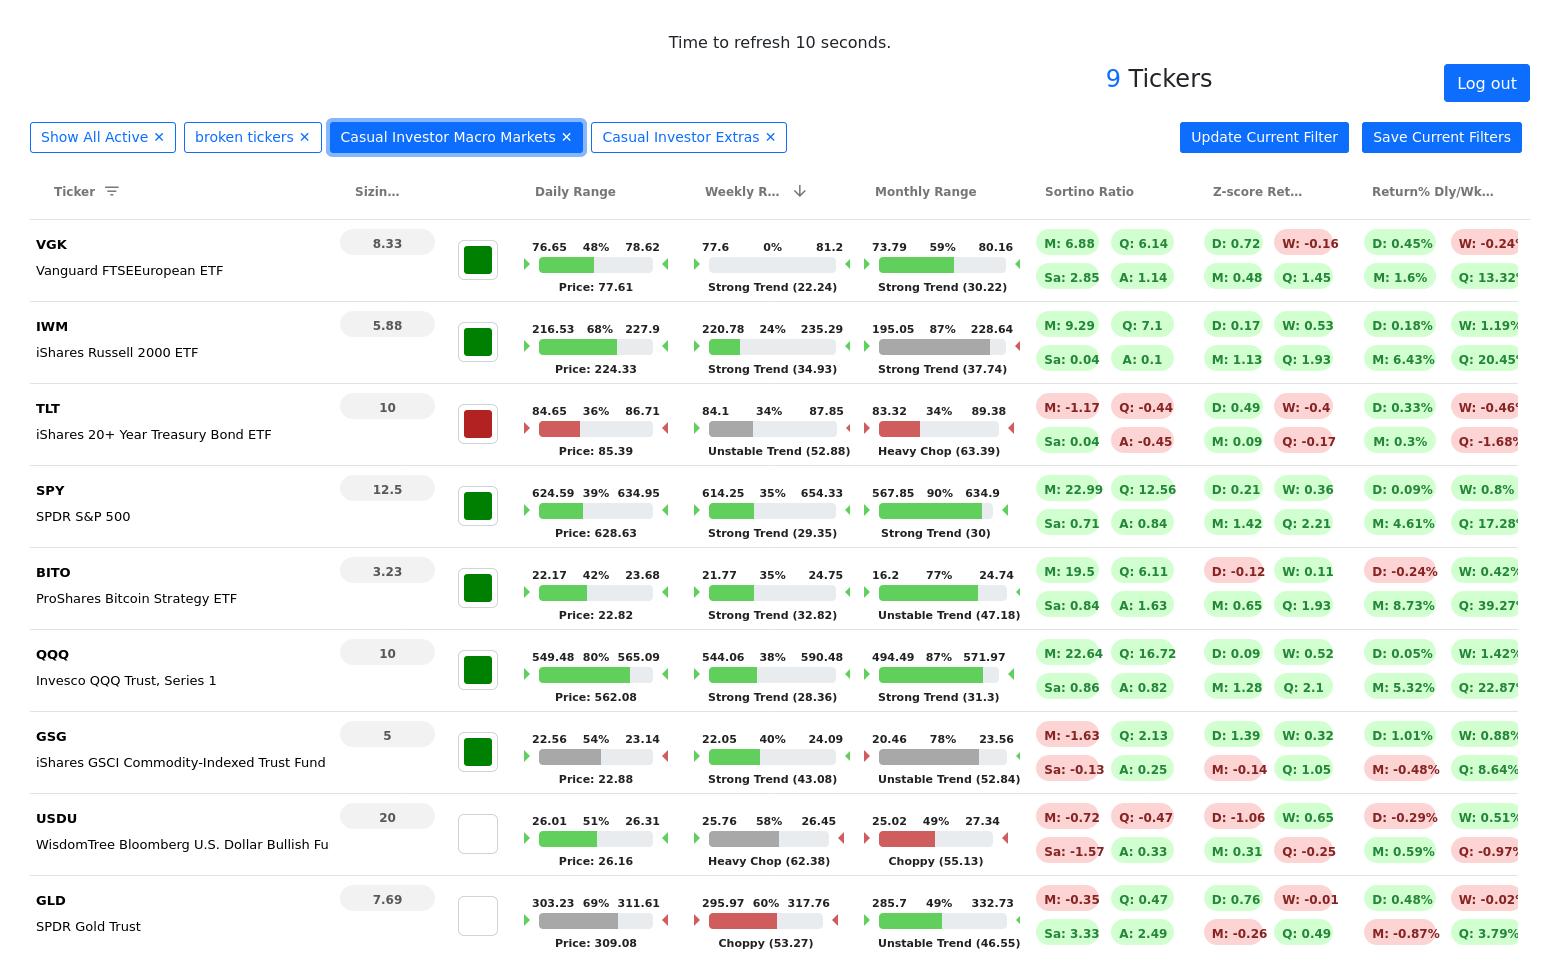 Time to refresh 10 seconds.
9 Tickers
Log out
Show All Active ✕ broken tickers ✕ Casual Investor Macro Markets ✕ Casual Investor Extras ✕ Update Current Filter Save Current Filters
Ticker Sizin… Daily Range Weekly R… Monthly Range Sortino Ratio Z-score Ret… Return% Dly/Wk…
VGK 8.33 76.65 48% 78.62 77.6 0% 81.2 73.79 59% 80.16 M: 6.88 Q: 6.14 D: 0.72 W: -0.16 D: 0.45% W: -0.24%
Vanguard FTSEEuropean ETF Price: 77.61 Strong Trend (22.24) Strong Trend (30.22) Sa: 2.85 A: 1.14 M: 0.48 Q: 1.45 M: 1.6% Q: 13.32%
IWM 5.88 216.53 68% 227.9 220.78 24% 235.29 195.05 87% 228.64 M: 9.29 Q: 7.1 D: 0.17 W: 0.53 D: 0.18% W: 1.19%
iShares Russell 2000 ETF Price: 224.33 Strong Trend (34.93) Strong Trend (37.74) Sa: 0.04 A: 0.1 M: 1.13 Q: 1.93 M: 6.43% Q: 20.45%
TLT 10 84.65 36% 86.71 84.1 34% 87.85 83.32 34% 89.38 M: -1.17 Q: -0.44 D: 0.49 W: -0.4 D: 0.33% W: -0.46%
iShares 20+ Year Treasury Bond ETF Price: 85.39 Unstable Trend (52.88) Heavy Chop (63.39) Sa: 0.04 A: -0.45 M: 0.09 Q: -0.17 M: 0.3% Q: -1.68%
SPY 12.5 624.59 39% 634.95 614.25 35% 654.33 567.85 90% 634.9 M: 22.99 Q: 12.56 D: 0.21 W: 0.36 D: 0.09% W: 0.8%
SPDR S&P 500 Price: 628.63 Strong Trend (29.35) Strong Trend (30) Sa: 0.71 A: 0.84 M: 1.42 Q: 2.21 M: 4.61% Q: 17.28%
BITO 3.23 22.17 42% 23.68 21.77 35% 24.75 16.2 77% 24.74 M: 19.5 Q: 6.11 D: -0.12 W: 0.11 D: -0.24% W: 0.42%
ProShares Bitcoin Strategy ETF Price: 22.82 Strong Trend (32.82) Unstable Trend (47.18) Sa: 0.84 A: 1.63 M: 0.65 Q: 1.93 M: 8.73% Q: 39.27%
QQQ 10 549.48 80% 565.09 544.06 38% 590.48 494.49 87% 571.97 M: 22.64 Q: 16.72 D: 0.09 W: 0.52 D: 0.05% W: 1.42%
Invesco QQQ Trust, Series 1 Price: 562.08 Strong Trend (28.36) Strong Trend (31.3) Sa: 0.86 A: 0.82 M: 1.28 Q: 2.1 M: 5.32% Q: 22.87%
GSG 5 22.56 54% 23.14 22.05 40% 24.09 20.46 78% 23.56 M: -1.63 Q: 2.13 D: 1.39 W: 0.32 D: 1.01% W: 0.88%
iShares GSCI Commodity-Indexed Trust Fund Price: 22.88 Strong Trend (43.08) Unstable Trend (52.84) Sa: -0.13 A: 0.25 M: -0.14 Q: 1.05 M: -0.48% Q: 8.64%
USDU 20 26.01 51% 26.31 25.76 58% 26.45 25.02 49% 27.34 M: -0.72 Q: -0.47 D: -1.06 W: 0.65 D: -0.29% W: 0.51%
WisdomTree Bloomberg U.S. Dollar Bullish Fu Price: 26.16 Heavy Chop (62.38) Choppy (55.13) Sa: -1.57 A: 0.33 M: 0.31 Q: -0.25 M: 0.59% Q: -0.97%
GLD 7.69 303.23 69% 311.61 295.97 60% 317.76 285.7 49% 332.73 M: -0.35 Q: 0.47 D: 0.76 W: -0.01 D: 0.48% W: -0.02%
SPDR Gold Trust Price: 309.08 Choppy (53.27) Unstable Trend (46.55) Sa: 3.33 A: 2.49 M: -0.26 Q: 0.49 M: -0.87% Q: 3.79%